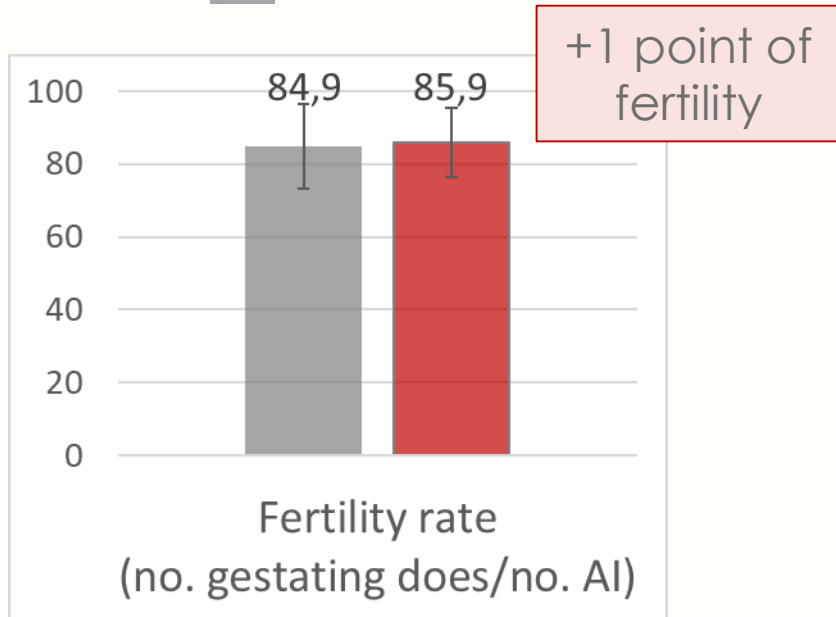 +1 point of
fertility
84,9
85,9
100
80
60
40
20
0
Fertility rate
(no. gestating does/no. AI)